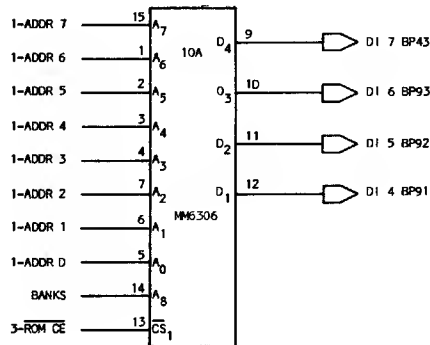 1-ADDR 7 15 A7 10A D4 9 DI 7 BP43
1-ADDR 6 1 A6
1-ADDR 5 2 A5 O3 1D DI 6 BP93
1-ADDR 4 3 A4
1-ADDR 3 4 A3 D2 11 DI 5 BP92
1-ADDR 2 7 A2 D1 12 DI 4 BP91
MM6306
1-ADDR 1 6 A1
1-ADDR D 5 A0
BANKS 14 A8
3-ROM CE 13 CS1